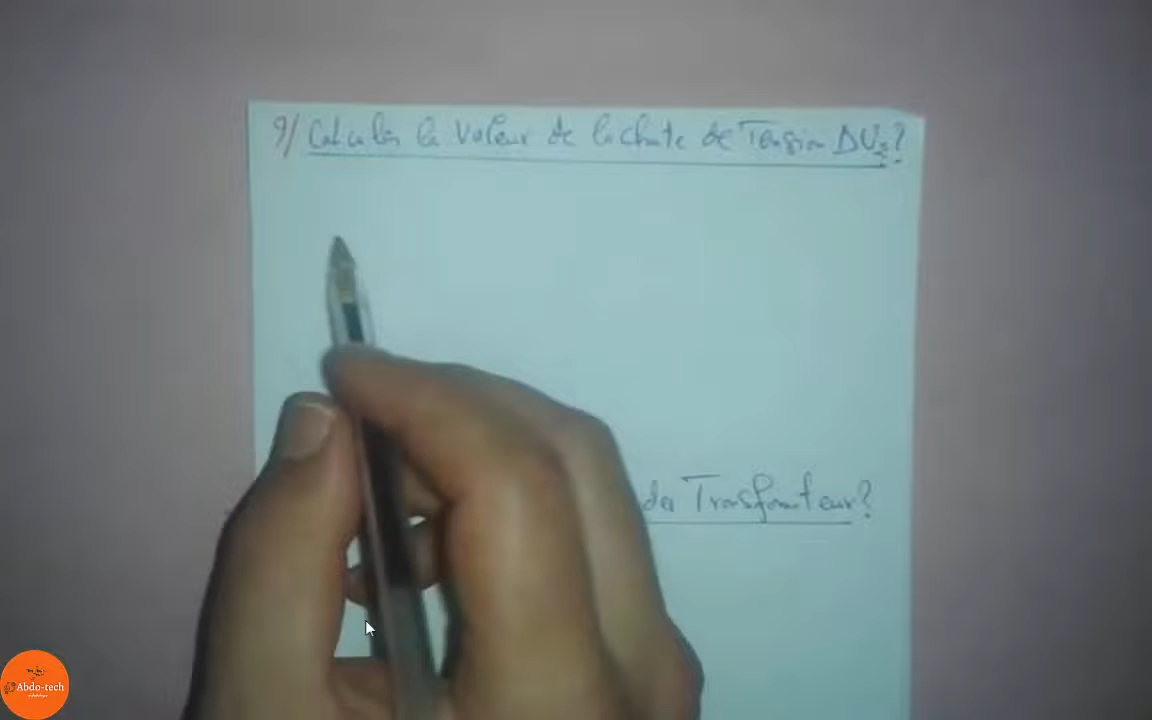 9/ Calculer la Valeur de la chute de Tension ΔU₂?
du Transformateur?
Abdo-tech